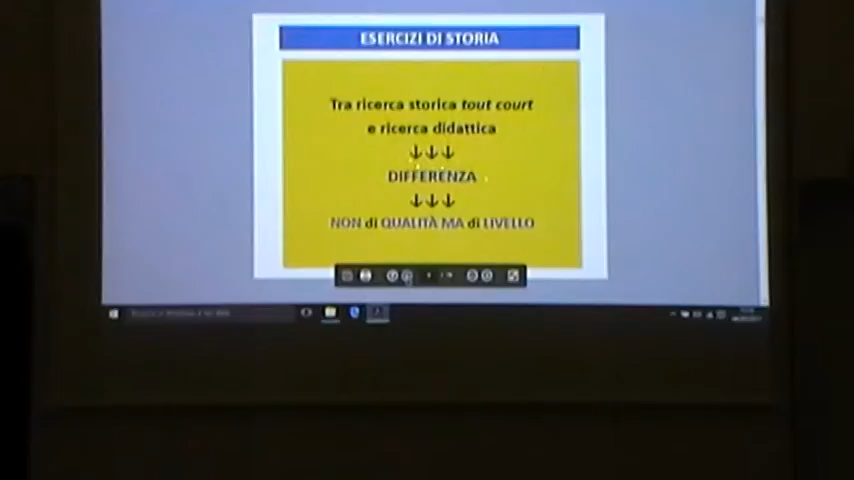 ESERCIZI DI STORIA
Tra ricerca storica tout court
e ricerca didattica
↓↓↓
DIFFERENZA
↓↓↓
NON di QUALITÀ MA di LIVELLO